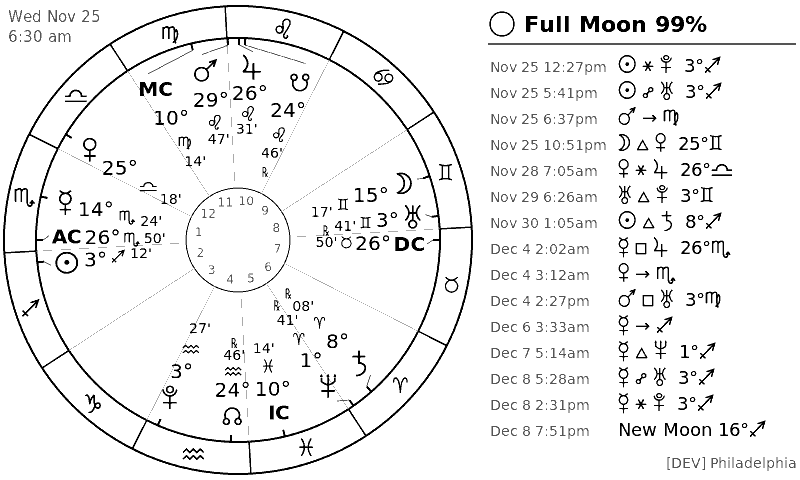 Wed Nov 25
6:30 am
Full Moon 99%
Nov 25 12:27pm ☉ ⚹ ⯓ 3°♐
Nov 25 5:41pm ☉ ☍ ♅ 3°♐
Nov 25 6:37pm ♂ → ♍
Nov 25 10:51pm ☽ △ ♀ 25°♊
Nov 28 7:05am ♀ ⚹ ♃ 26°♎
Nov 29 6:26am ♅ △ ⯓ 3°♊
Nov 30 1:05am ☉ △ ♄ 8°♐
Dec 4 2:02am ☿ □ ♃ 26°♏
Dec 4 3:12am ♀ → ♏
Dec 4 2:27pm ♂ □ ♅ 3°♍
Dec 6 3:33am ☿ → ♐
Dec 7 5:14am ☿ △ ♆ 1°♐
Dec 8 5:28am ☿ ☍ ♅ 3°♐
Dec 8 2:31pm ☿ ⚹ ⯓ 3°♐
Dec 8 7:51pm New Moon 16°♐
[DEV] Philadelphia
MC 10° ♍ 14'
♂ 29° ♌ 47'
♃ 26° ♌ 31'
☋ 24° ♌ 46' ℞
☽ 15° ♊ 17'
♅ 3° ♊ 41' ℞
DC 26° ♉ 50'
♄ 8° ♈ 08' ℞
♆ 1° ♈ 41' ℞
IC 10° ♓ 14'
☊ 24° ♒ 46' ℞
⯓ 3° ♒ 27'
☉ 3° ♐ 12'
AC 26° ♏ 50'
☿ 14° ♏ 24'
♀ 25° ♎ 18'
♈
♉
♊
♋
♌
♍
♎
♏
♐
♑
♒
♓
1
2
3
4
5
6
7
8
9
10
11
12